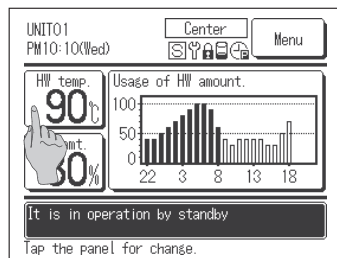 UNIT01
PM10:10(Wed)
Center
Menu
S
P
HW temp.
90℃
Usage of HW amount.
100
50
0
22 3 8 13 18
0%
It is in operation by standby
Tap the panel for change.